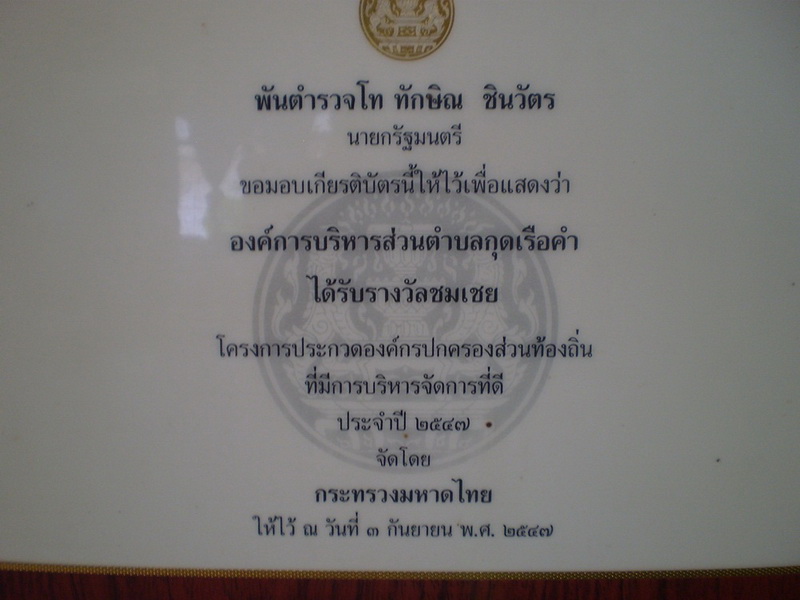 พันตำรวจโท ทักษิณ ชินวัตร
นายกรัฐมนตรี
ขอมอบเกียรติบัตรนี้ให้ไว้เพื่อแสดงว่า
องค์การบริหารส่วนตำบลกุดเรือคำ
ได้รับรางวัลชมเชย
โครงการประกวดองค์กรปกครองส่วนท้องถิ่น
ที่มีการบริหารจัดการที่ดี
ประจำปี ๒๕๔๗
จัดโดย
กระทรวงมหาดไทย
ให้ไว้ ณ วันที่ ๓ กันยายน พ.ศ. ๒๕๔๗